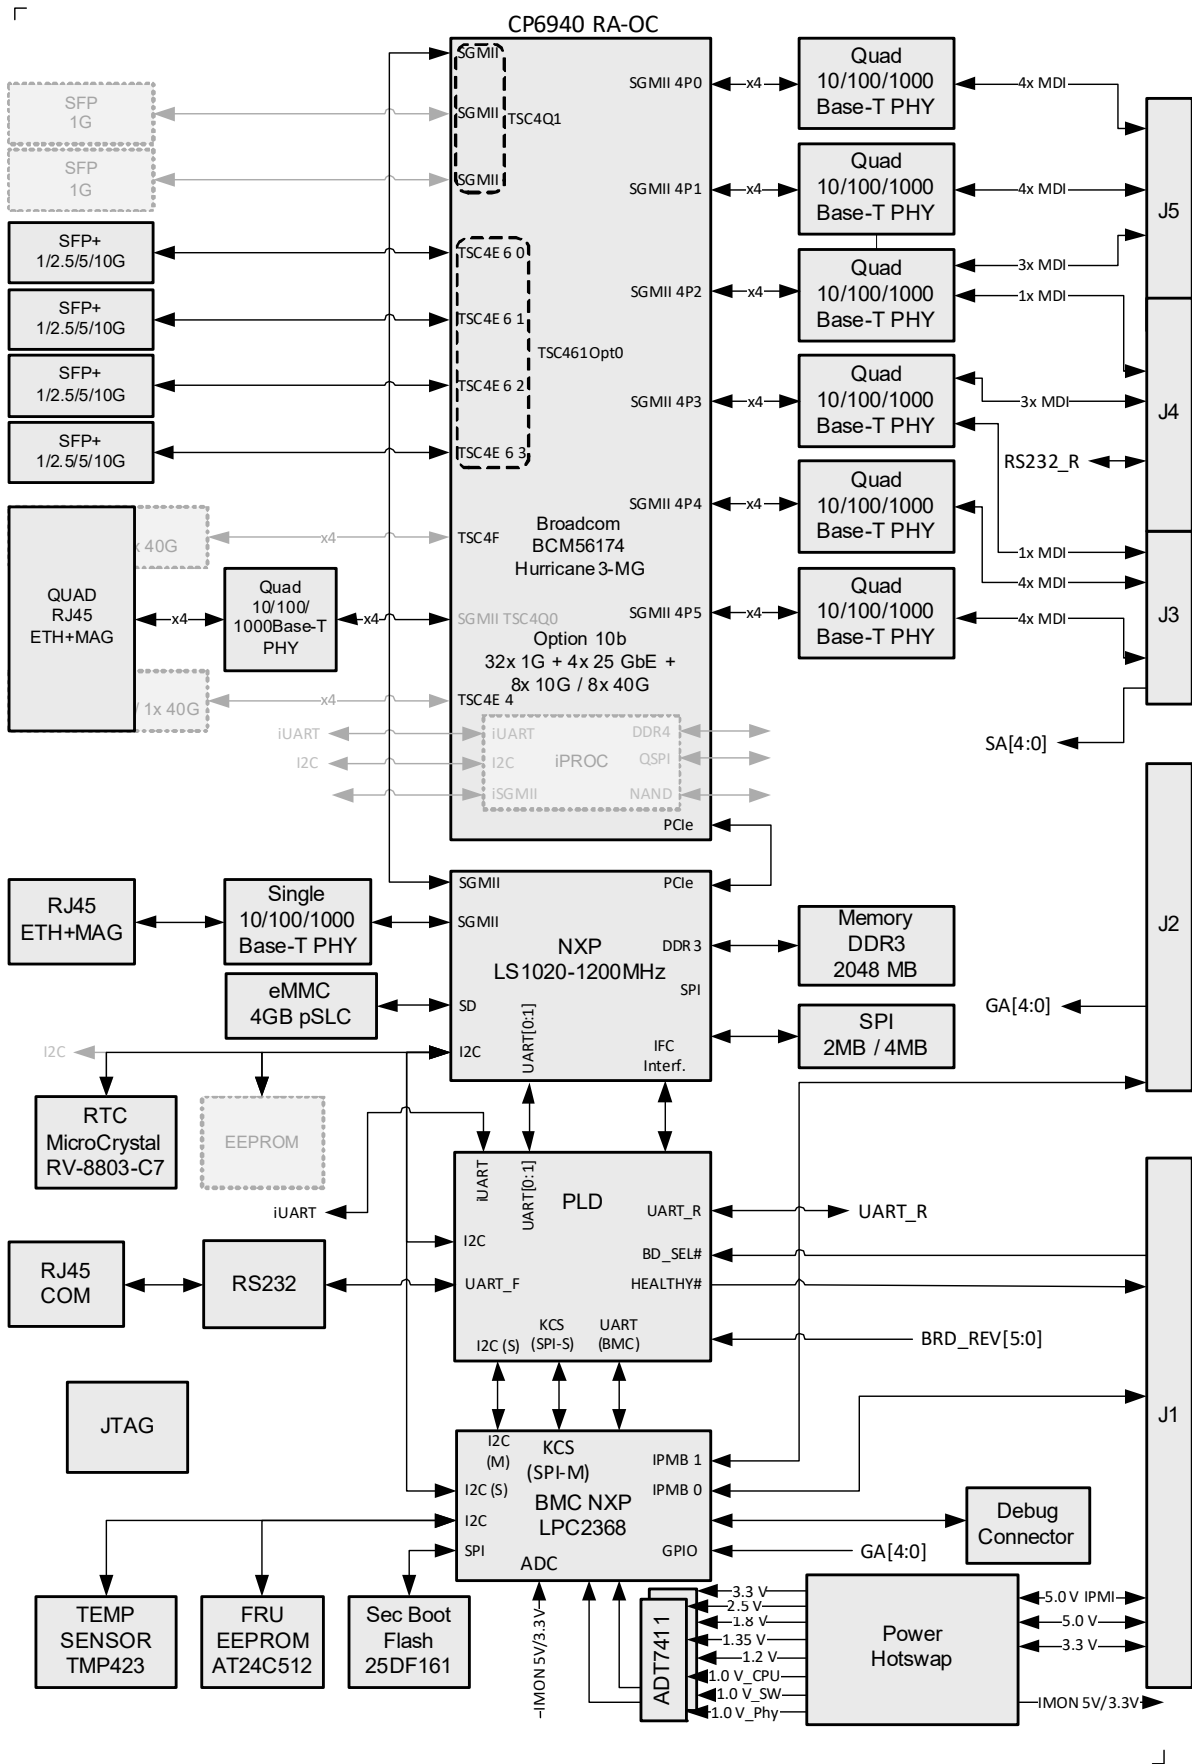 CP6940 RA-OC
SGMII
SGMII
SGMII
TSC4Q1
SFP
1G
SFP
1G
SFP+
1/2.5/5/10G
SFP+
1/2.5/5/10G
SFP+
1/2.5/5/10G
SFP+
1/2.5/5/10G
TSC4E 6 0
TSC4E 6 1
TSC4E 6 2
TSC4E 6 3
TSC461Opt0
SGMII 4P0
SGMII 4P1
SGMII 4P2
SGMII 4P3
SGMII 4P4
SGMII 4P5
x4
x4
x4
x4
x4
x4
Quad
10/100/1000
Base-T PHY
Quad
10/100/1000
Base-T PHY
Quad
10/100/1000
Base-T PHY
Quad
10/100/1000
Base-T PHY
Quad
10/100/1000
Base-T PHY
Quad
10/100/1000
Base-T PHY
4x MDI
4x MDI
3x MDI
1x MDI
3x MDI
RS232_R
1x MDI
4x MDI
4x MDI
SA[4:0]
J5
J4
J3
x 40G
x4
TSC4F
QUAD
RJ45
ETH+MAG
x4
Quad
10/100/
1000Base-T
PHY
x4
SGMII TSC4Q0
/ 1x 40G
x4
TSC4E 4
Broadcom
BCM56174
Hurricane3-MG
Option 10b
32x 1G + 4x 25 GbE +
8x 10G / 8x 40G
iUART
I2C
iUART
I2C
iSGMII
iPROC
DDR4
QSPI
NAND
PCIe
SGMII
SGMII
SD
I2C
PCIe
DDR3
SPI
IFC
Interf.
UART[0:1]
NXP
LS1020-1200MHz
RJ45
ETH+MAG
Single
10/100/1000
Base-T PHY
eMMC
4GB pSLC
Memory
DDR3
2048 MB
SPI
2MB / 4MB
J2
GA[4:0]
I2C
RTC
MicroCrystal
RV-8803-C7
EEPROM
iUART
iUART
UART[0:1]
PLD
UART_R
UART_R
I2C
BD_SEL#
UART_F
HEALTHY#
BRD_REV[5:0]
I2C (S)
KCS
(SPI-S)
UART
(BMC)
RJ45
COM
RS232
JTAG
J1
I2C
(M)
KCS
(SPI-M)
IPMB 1
I2C (S)
IPMB 0
BMC NXP
LPC2368
I2C
SPI
ADC
GPIO
GA[4:0]
Debug
Connector
TEMP
SENSOR
TMP423
FRU
EEPROM
AT24C512
Sec Boot
Flash
25DF161
IMON 5V/3.3V
ADT7411
3.3 V
2.5 V
1.8 V
1.35 V
1.2 V
1.0 V_CPU
1.0 V_SW
1.0 V_Phy
Power
Hotswap
5.0 V IPMI
5.0 V
3.3 V
IMON 5V/3.3V